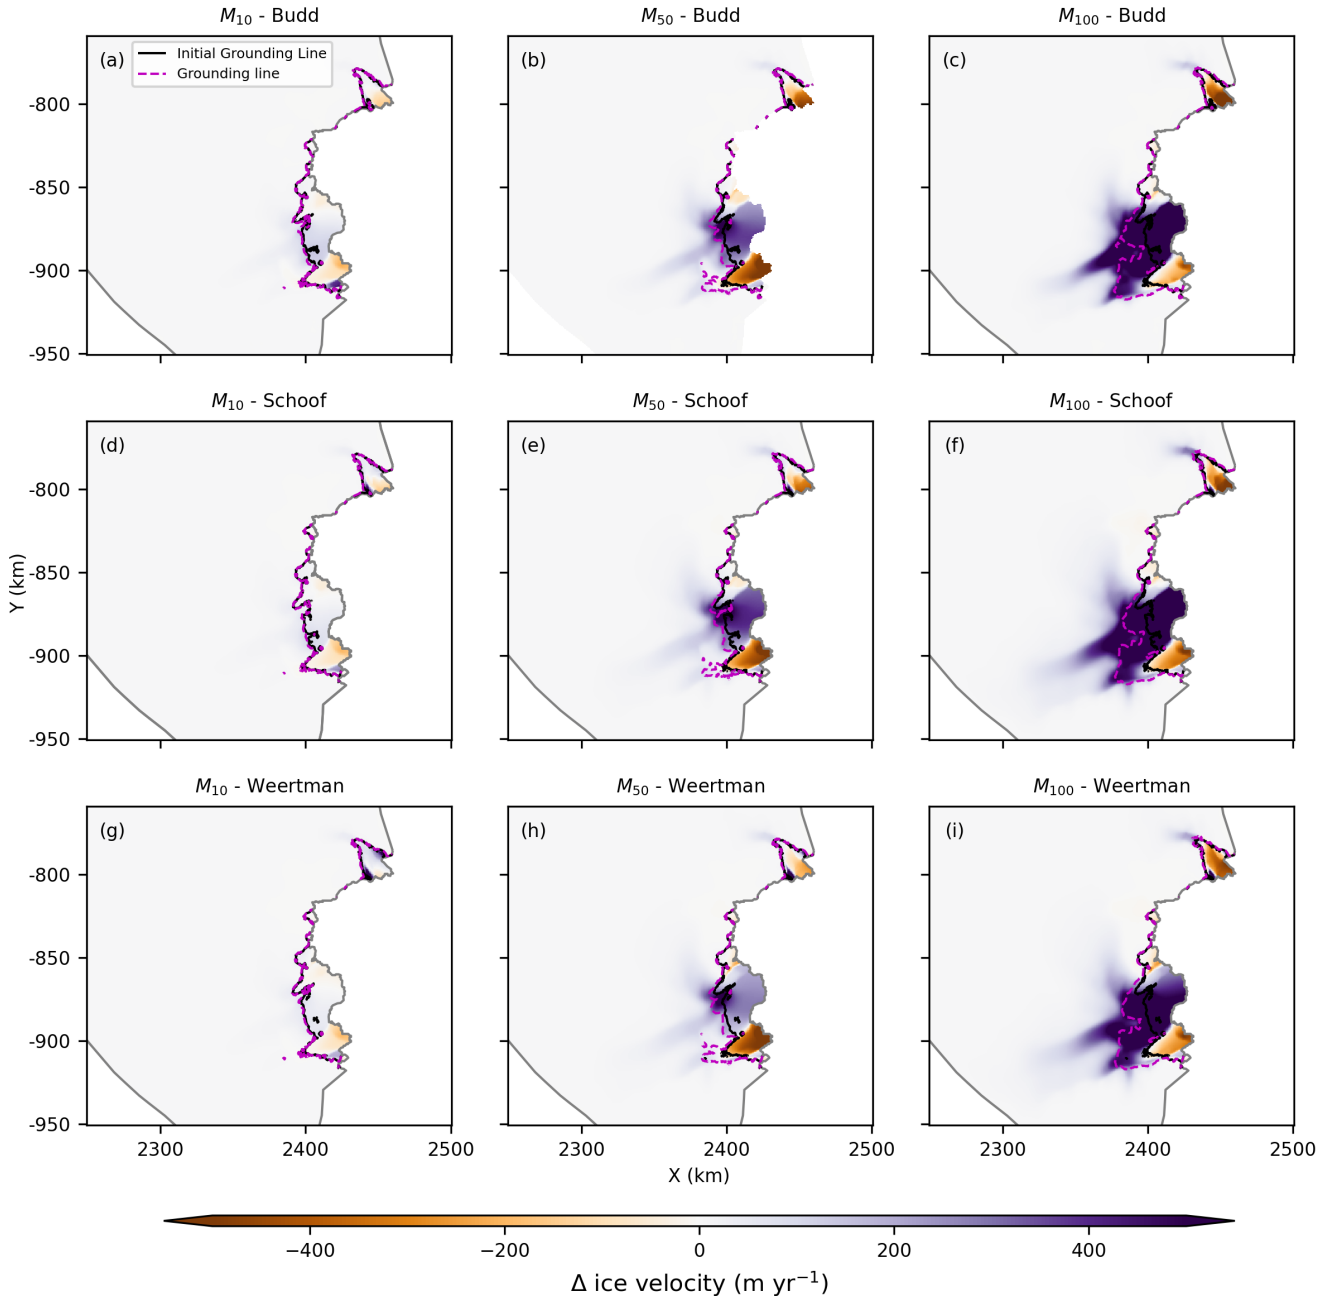 M10 - Budd
M50 - Budd
M100 - Budd
(a)
Initial Grounding Line
Grounding line
(b)
(c)
-800
-850
-900
-950
M10 - Schoof
M50 - Schoof
M100 - Schoof
(d)
(e)
(f)
-800
-850
-900
-950
Y (km)
M10 - Weertman
M50 - Weertman
M100 - Weertman
(g)
(h)
(i)
-800
-850
-900
-950
2300 2400 2500
2300 2400 2500
2300 2400 2500
X (km)
−400 −200 0 200 400
Δ ice velocity (m yr−1)